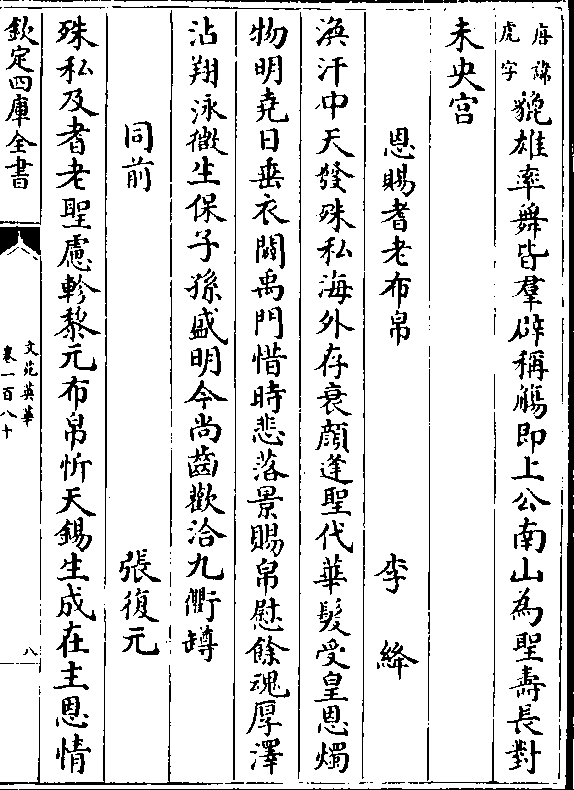 唐諱
虎字
貔雄率舞皆羣辟稱觴即上公南山為聖壽長對
未央宮
恩賜耆老布帛
李絳
渙汗中天發殊私海外存衰顔逢聖代華髮受皇恩燭
物明堯日垂衣闢禹門惜時悲落景賜帛慰餘魂厚澤
沾翔泳微生保子孫盛明今尚齒歡洽九衢罇
同前
張復元
殊私及耆老聖慮軫黎元布帛忻天錫生成在主恩情
欽定四庫全書
文苑英華
卷一百八十
八